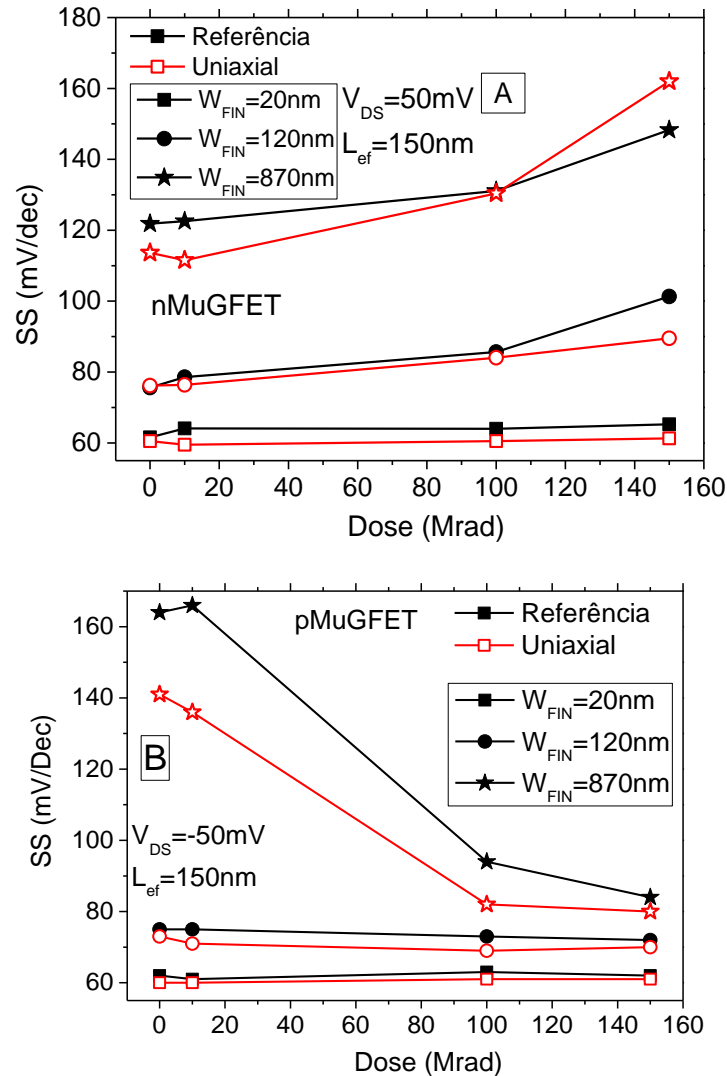 180
160
140
120
100
80
60
SS (mV/dec)
Referência
Uniaxial
W_FIN=20nm
W_FIN=120nm
W_FIN=870nm
V_DS=50mV
A
L_ef=150nm
nMuGFET
0 20 40 60 80 100 120 140 160
Dose (Mrad)
160
140
120
100
80
60
SS (mV/Dec)
pMuGFET
Referência
Uniaxial
W_FIN=20nm
W_FIN=120nm
W_FIN=870nm
B
V_DS=-50mV
L_ef=150nm
0 20 40 60 80 100 120 140 160
Dose (Mrad)